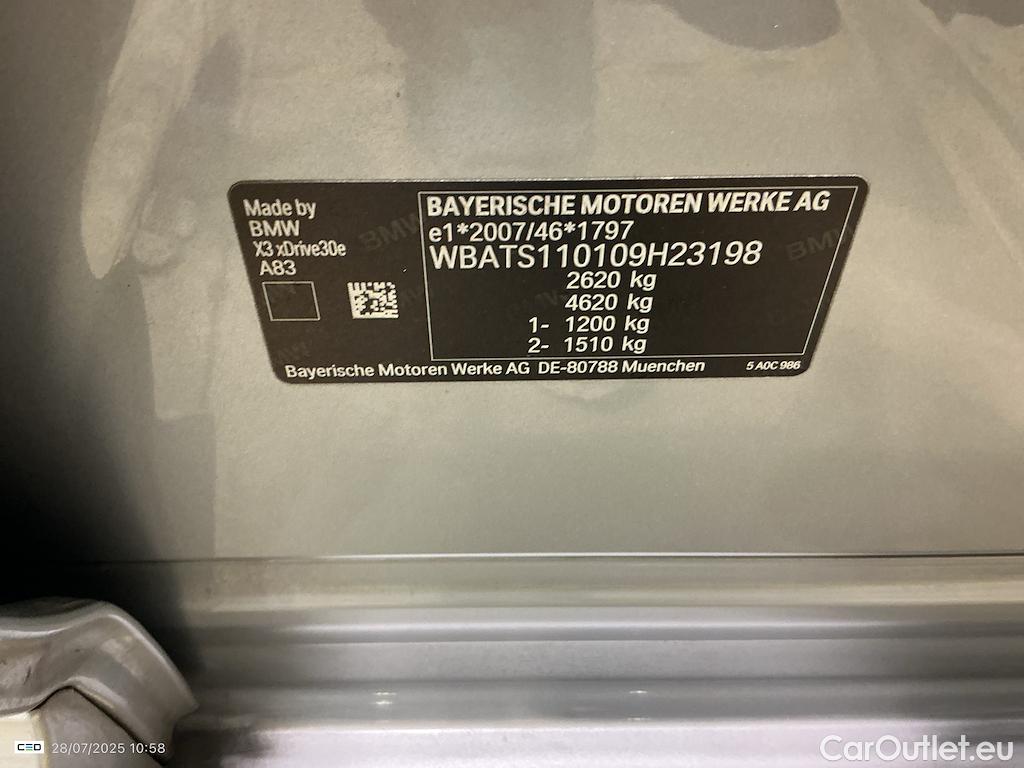 Made by
BMW
X3 xDrive30e
A83
BAYERISCHE MOTOREN WERKE AG
e1*2007/46*1797
WBATS110109H23198
2620 kg
4620 kg
1- 1200 kg
2- 1510 kg
Bayerische Motoren Werke AG DE-80788 Muenchen
5 A0C 986
CEO 28/07/2025 10:58
CarOutlet.eu